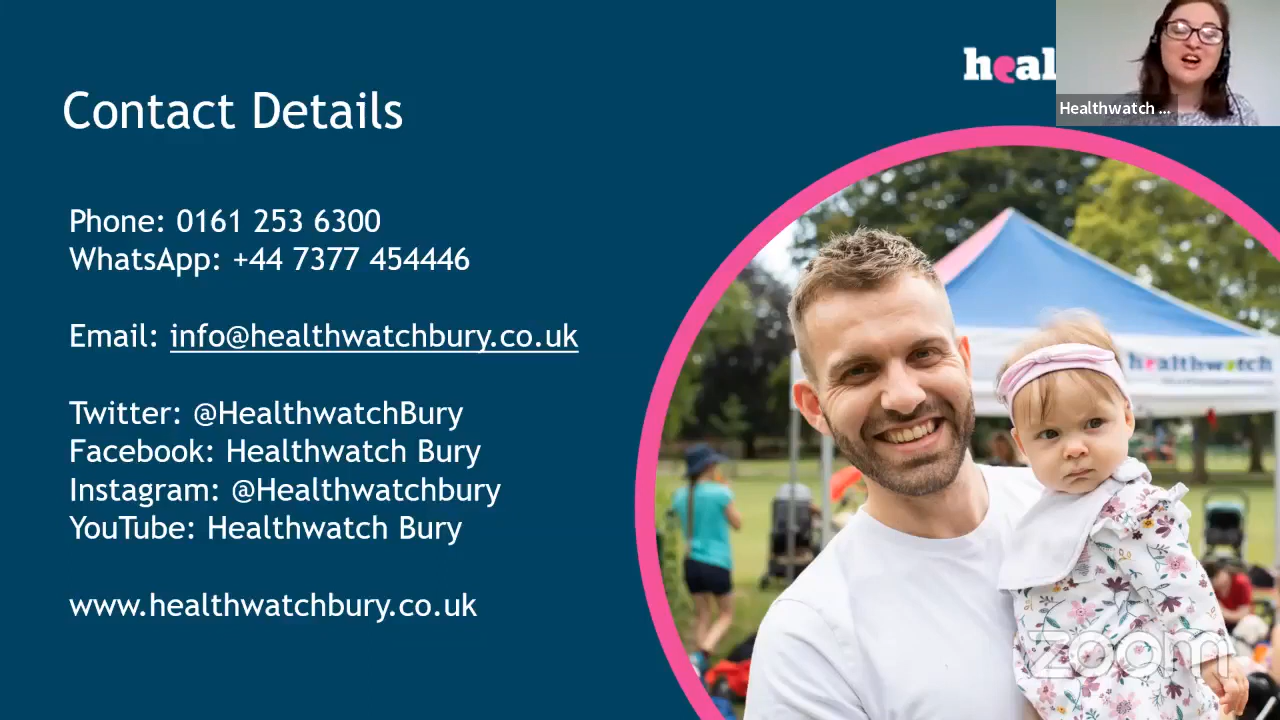 Contact Details
heal
Healthwatch ...
Phone: 0161 253 6300
WhatsApp: +44 7377 454446
Email: info@healthwatchbury.co.uk
healthwatch
Twitter: @HealthwatchBury
Facebook: Healthwatch Bury
Instagram: @Healthwatchbury
YouTube: Healthwatch Bury
www.healthwatchbury.co.uk
zoom